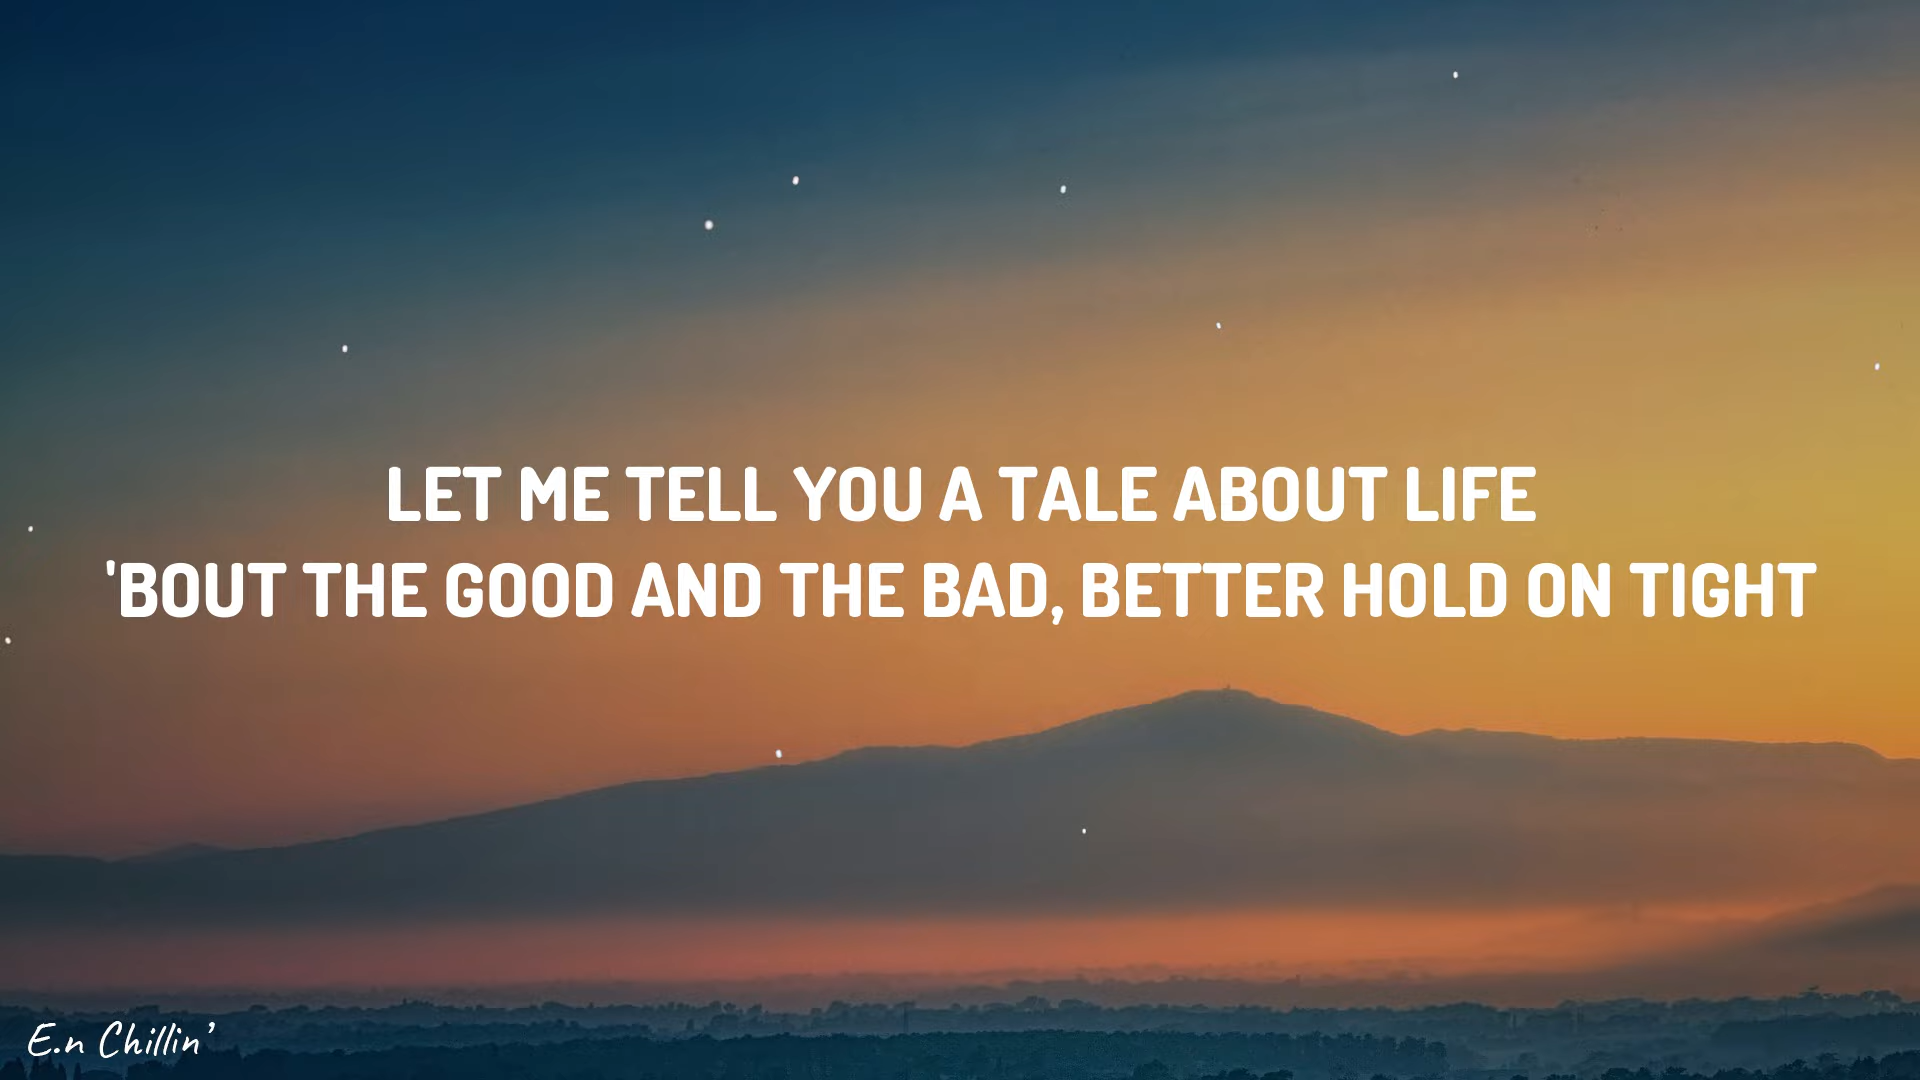 LET ME TELL YOU A TALE ABOUT LIFE
'BOUT THE GOOD AND THE BAD, BETTER HOLD ON TIGHT
E.n Chillin'